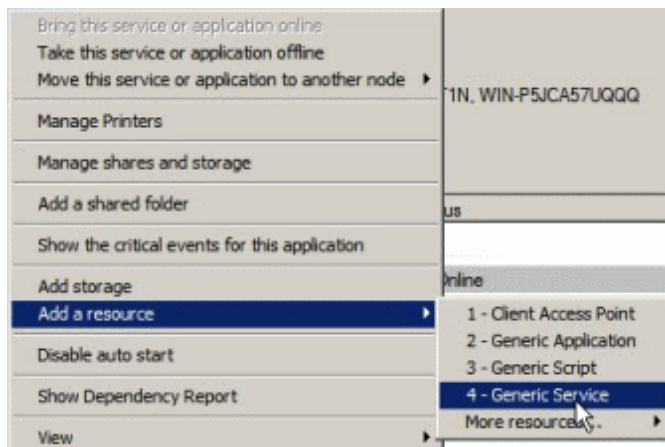 Bring this service or application online
Take this service or application offline
Move this service or application to another node
Manage Printers
Manage shares and storage
Add a shared folder
Show the critical events for this application
Add storage
Add a resource
Disable auto start
Show Dependency Report
View
T1N, WIN-P5JCA57UQQQ
us
Online
1 - Client Access Point
2 - Generic Application
3 - Generic Script
4 - Generic Service
More resources...